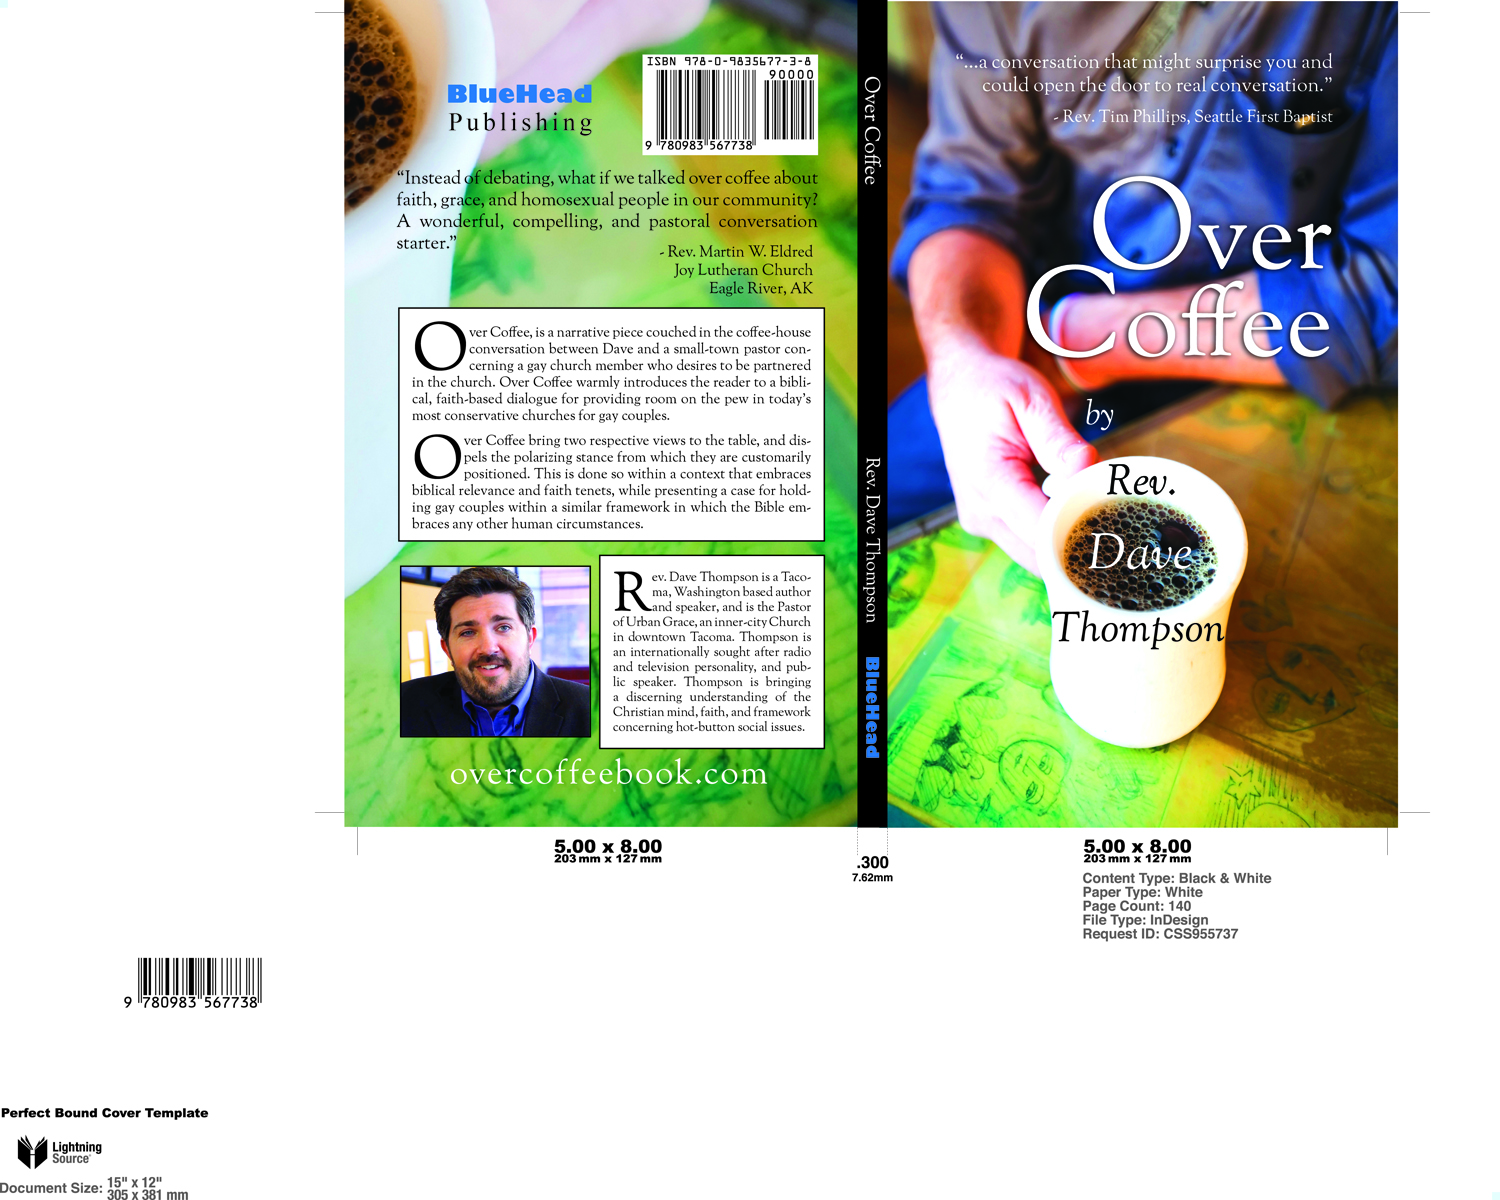 BlueHead
Publishing
ISBN 978-0-9835677-3-8
90000
9 780983 567738
“Instead of debating, what if we talked over coffee about
faith, grace, and homosexual people in our community?
A wonderful, compelling, and pastoral conversation
starter.”
- Rev. Martin W. Eldred
Joy Lutheran Church
Eagle River, AK
Over Coffee, is a narrative piece couched in the coffee-house
conversation between Dave and a small-town pastor con-
cerning a gay church member who desires to be partnered
in the church. Over Coffee warmly introduces the reader to a bibli-
cal, faith-based dialogue for providing room on the pew in today’s
most conservative churches for gay couples.
Over Coffee bring two respective views to the table, and dis-
pels the polarizing stance from which they are customarily
positioned. This is done so within a context that embraces
biblical relevance and faith tenets, while presenting a case for hold-
ing gay couples within a similar framework in which the Bible em-
braces any other human circumstances.
Rev. Dave Thompson is a Taco-
ma, Washington based author
and speaker, and is the Pastor
of Urban Grace, an inner-city Church
in downtown Tacoma. Thompson is
an internationally sought after radio
and television personality, and pub-
lic speaker. Thompson is bringing
a discerning understanding of the
Christian mind, faith, and framework
concerning hot-button social issues.
overcoffeebook.com
Over Coffee
Rev. Dave Thompson
BlueHead
“...a conversation that might surprise you and
could open the door to real conversation.”
- Rev. Tim Phillips, Seattle First Baptist
Over
Coffee
by
Rev.
Dave
Thompson
5.00 x 8.00
203 mm x 127 mm
.300
7.62mm
5.00 x 8.00
203 mm x 127 mm
Content Type: Black & White
Paper Type: White
Page Count: 140
File Type: InDesign
Request ID: CSS955737
9 780983 567738
Perfect Bound Cover Template
Lightning
Source
Document Size: 15" x 12"
305 x 381 mm